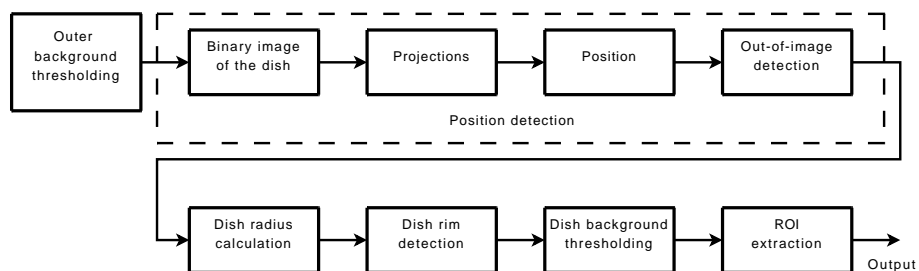 Outer
background
thresholding
Binary image
of the dish
Projections
Position
Out-of-image
detection
Position detection
Dish radius
calculation
Dish rim
detection
Dish background
thresholding
ROI
extraction
Output